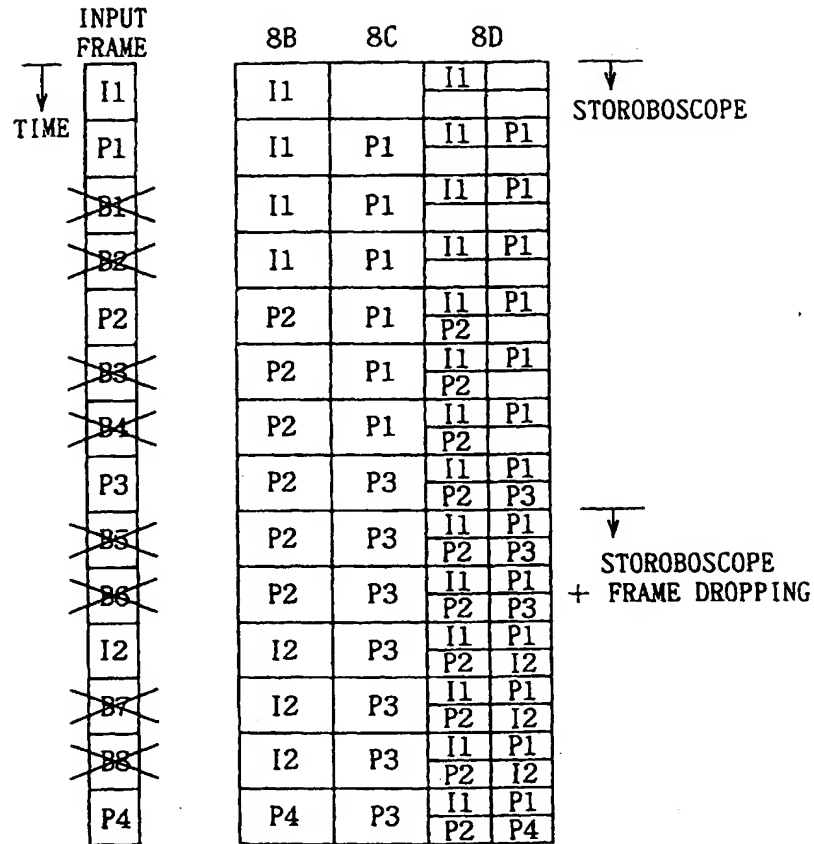 INPUT FRAME 8B 8C 8D
TIME
STOROBOSCOPE
I1 I1 I1
P1 I1 P1 I1 P1
B1 I1 P1 I1 P1
B2 I1 P1 I1 P1
P2 P2 P1 I1 P1
P2
B3 P2 P1 I1 P1
P2
B4 P2 P1 I1 P1
P2
P3 P2 P3 I1 P1
P2 P3
B5 P2 P3 I1 P1
P2 P3
STOROBOSCOPE
+ FRAME DROPPING
B6 P2 P3 I1 P1
P2 P3
I2 I2 P3 I1 P1
P2 I2
B7 I2 P3 I1 P1
P2 I2
B8 I2 P3 I1 P1
P2 I2
P4 P4 P3 I1 P1
P2 P4